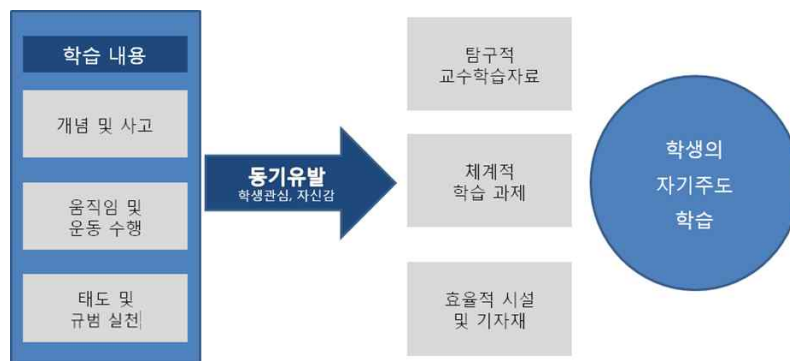 학습 내용
개념 및 사고
움직임 및
운동 수행
태도 및
규범 실천
동기유발
학생관심, 자신감
탐구적
교수학습자료
체계적
학습 과제
효율적 시설
및 기자재
학생의
자기주도
학습